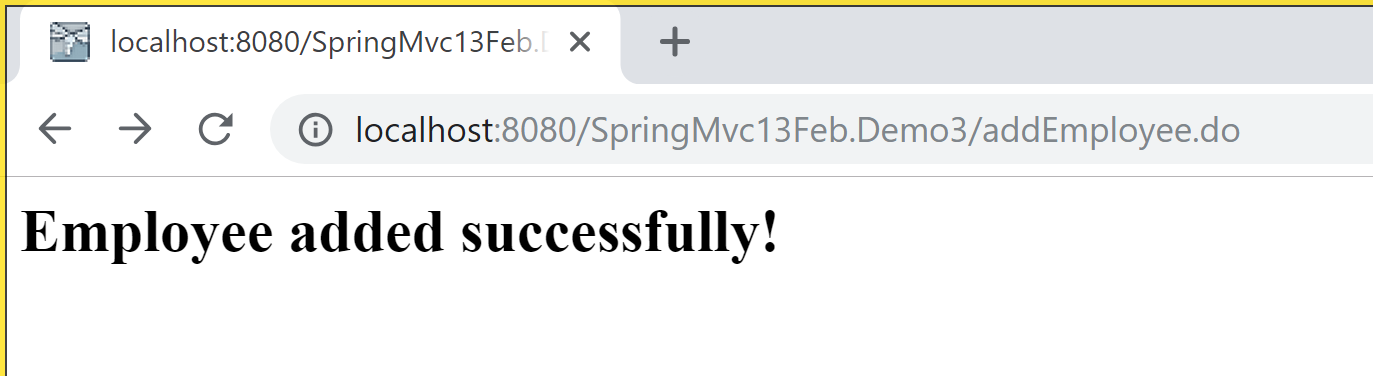 localhost:8080/SpringMvc13Feb.D
localhost:8080/SpringMvc13Feb.Demo3/addEmployee.do
Employee added successfully!